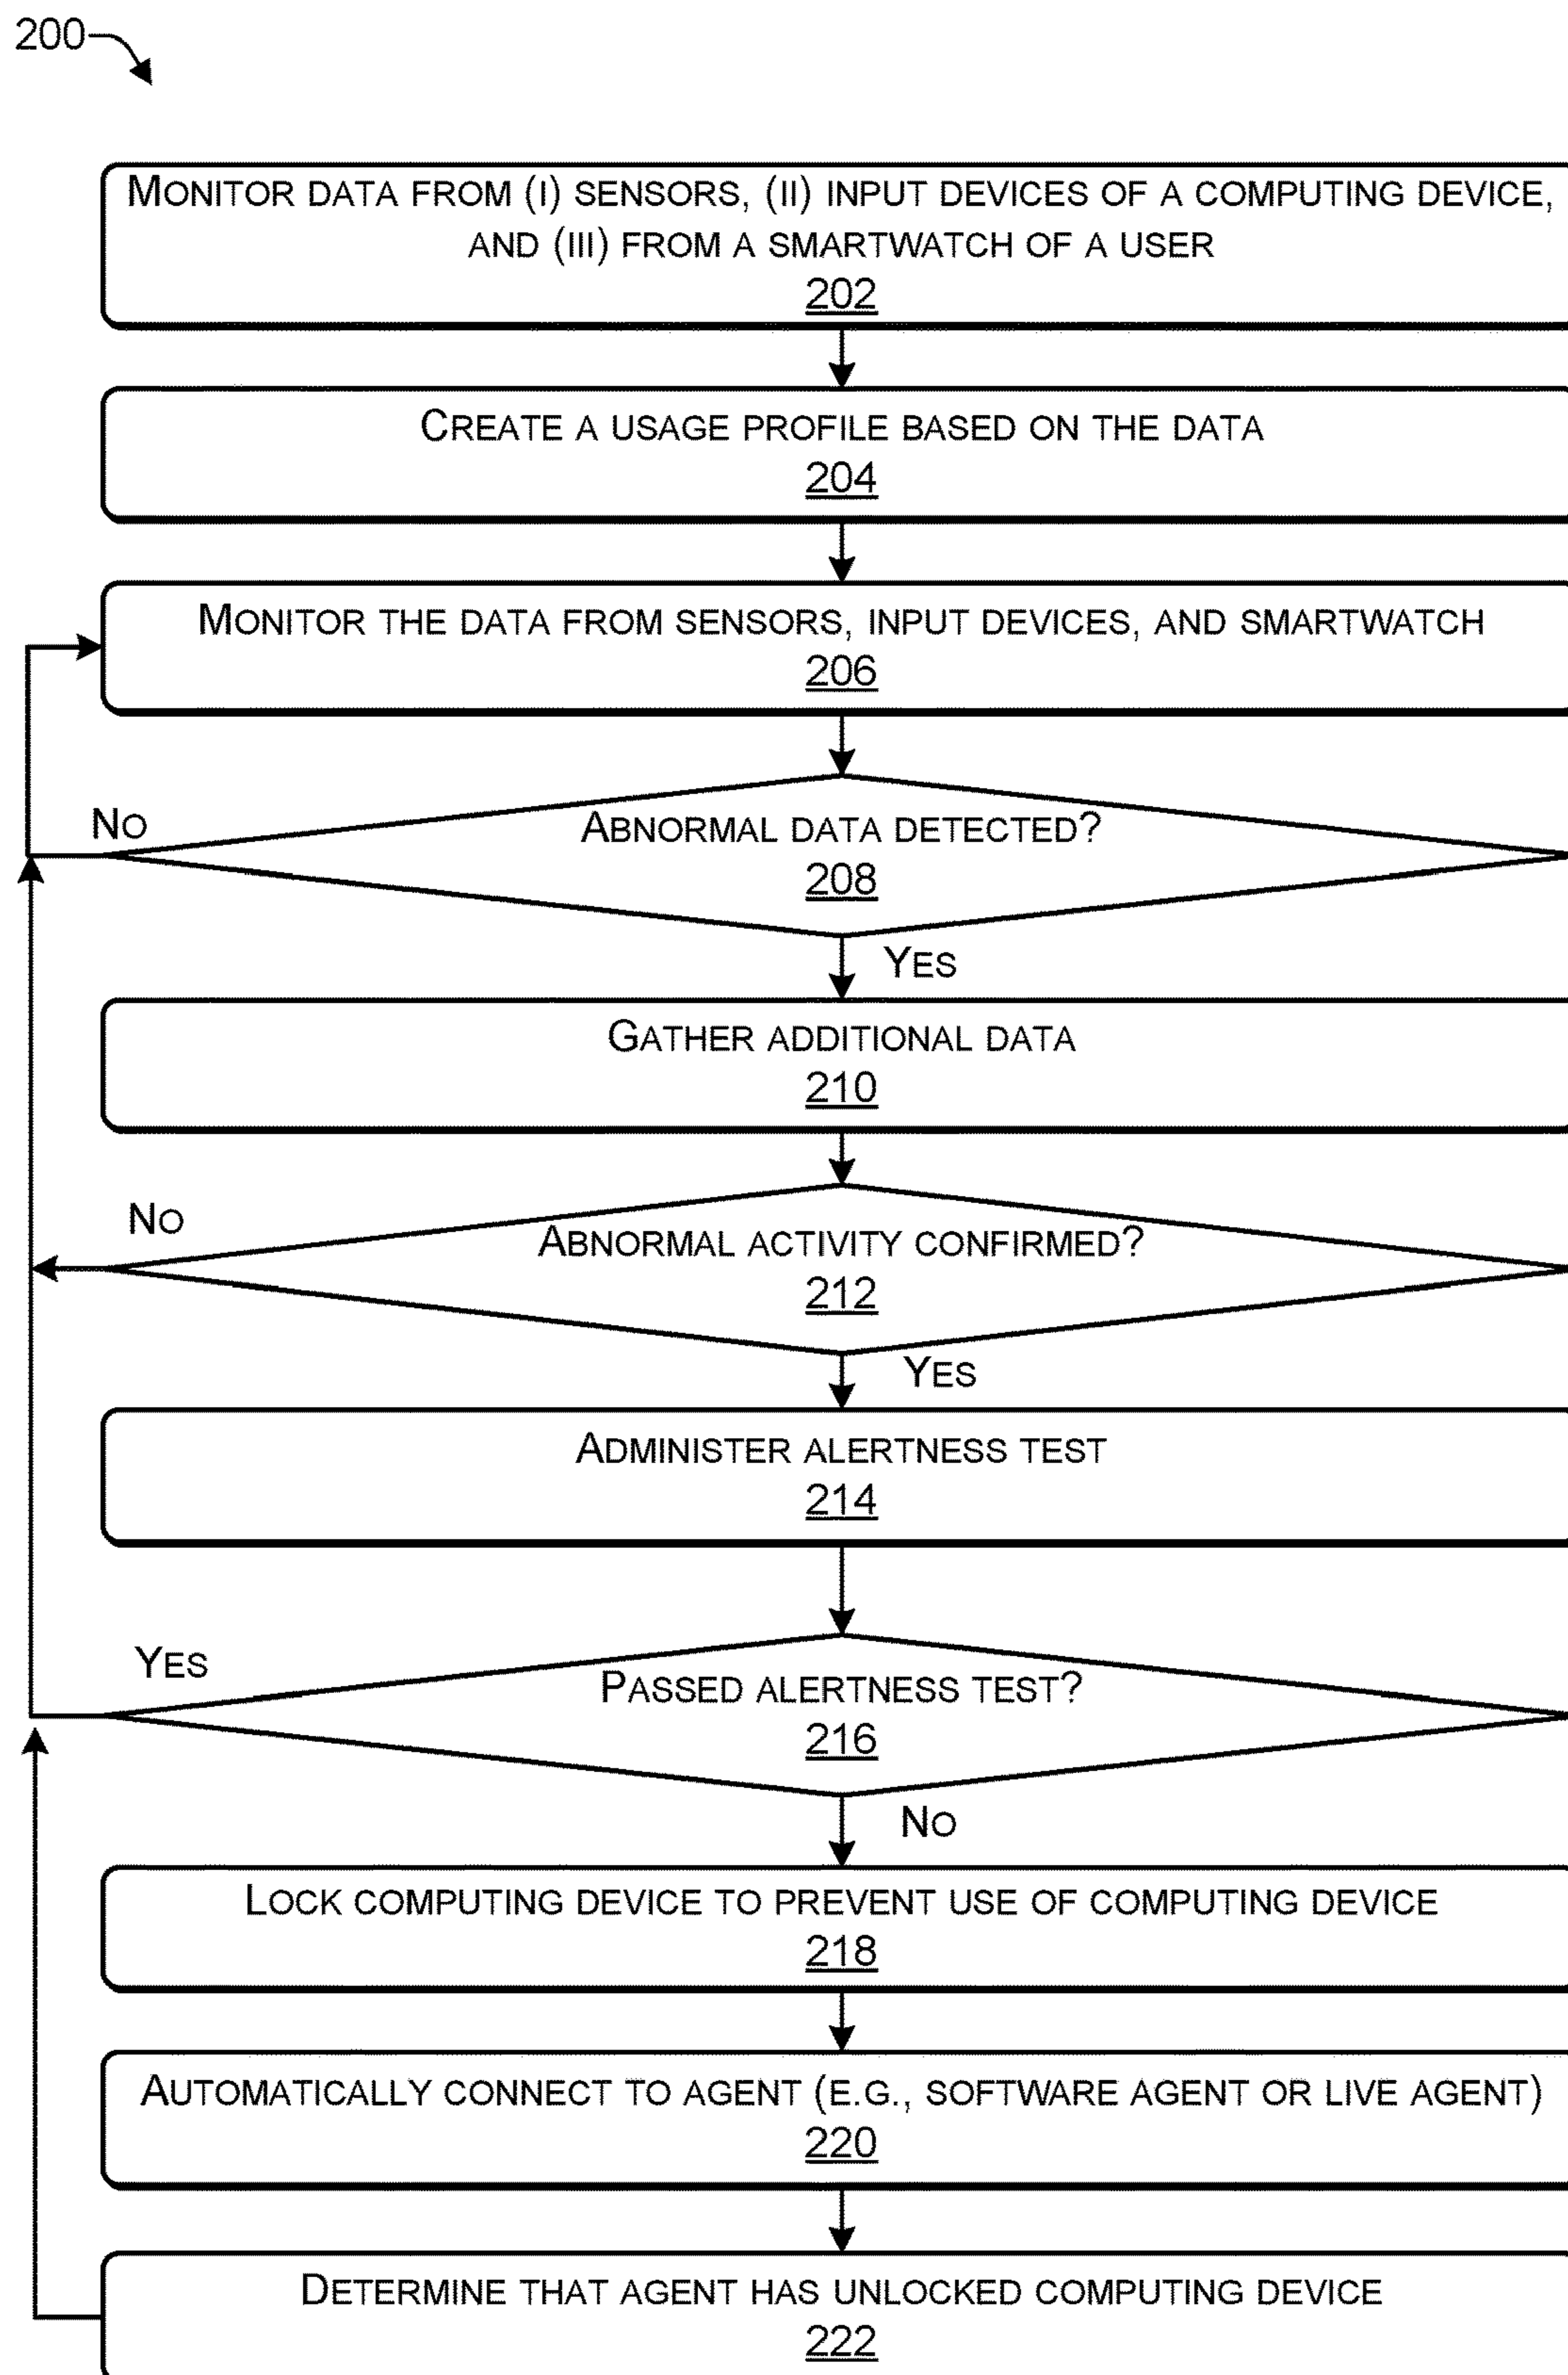 200
MONITOR DATA FROM (I) SENSORS, (II) INPUT DEVICES OF A COMPUTING DEVICE,
AND (III) FROM A SMARTWATCH OF A USER
202
CREATE A USAGE PROFILE BASED ON THE DATA
204
MONITOR THE DATA FROM SENSORS, INPUT DEVICES, AND SMARTWATCH
206
NO
ABNORMAL DATA DETECTED?
208
YES
GATHER ADDITIONAL DATA
210
NO
ABNORMAL ACTIVITY CONFIRMED?
212
YES
ADMINISTER ALERTNESS TEST
214
YES
PASSED ALERTNESS TEST?
216
NO
LOCK COMPUTING DEVICE TO PREVENT USE OF COMPUTING DEVICE
218
AUTOMATICALLY CONNECT TO AGENT (E.G., SOFTWARE AGENT OR LIVE AGENT)
220
DETERMINE THAT AGENT HAS UNLOCKED COMPUTING DEVICE
222